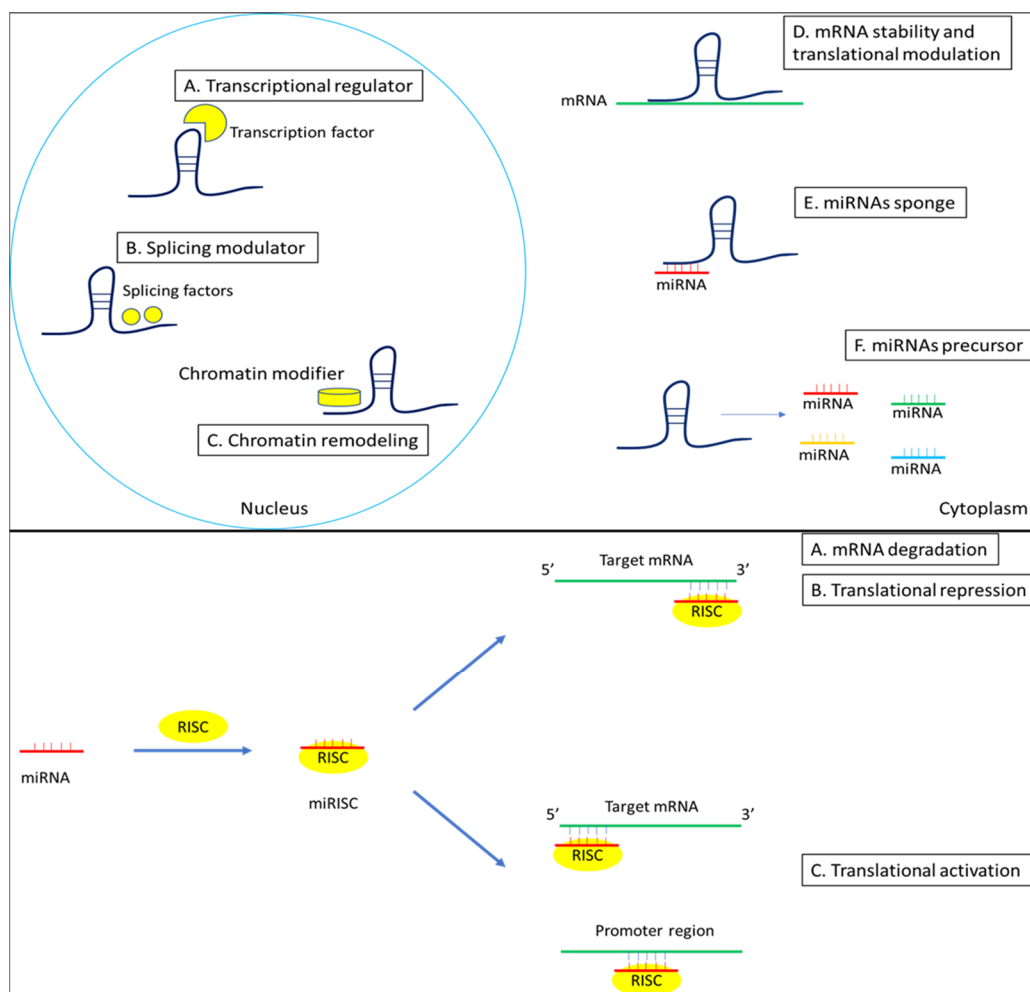 A. Transcriptional regulator
Transcription factor
B. Splicing modulator
Splicing factors
Chromatin modifier
C. Chromatin remodeling
Nucleus
D. mRNA stability and
translational modulation
mRNA
E. miRNAs sponge
miRNA
F. miRNAs precursor
miRNA
miRNA
miRNA
miRNA
Cytoplasm
miRNA
RISC
RISC
miRISC
5’ Target mRNA 3’
RISC
A. mRNA degradation
B. Translational repression
5’ Target mRNA 3’
RISC
C. Translational activation
Promoter region
RISC